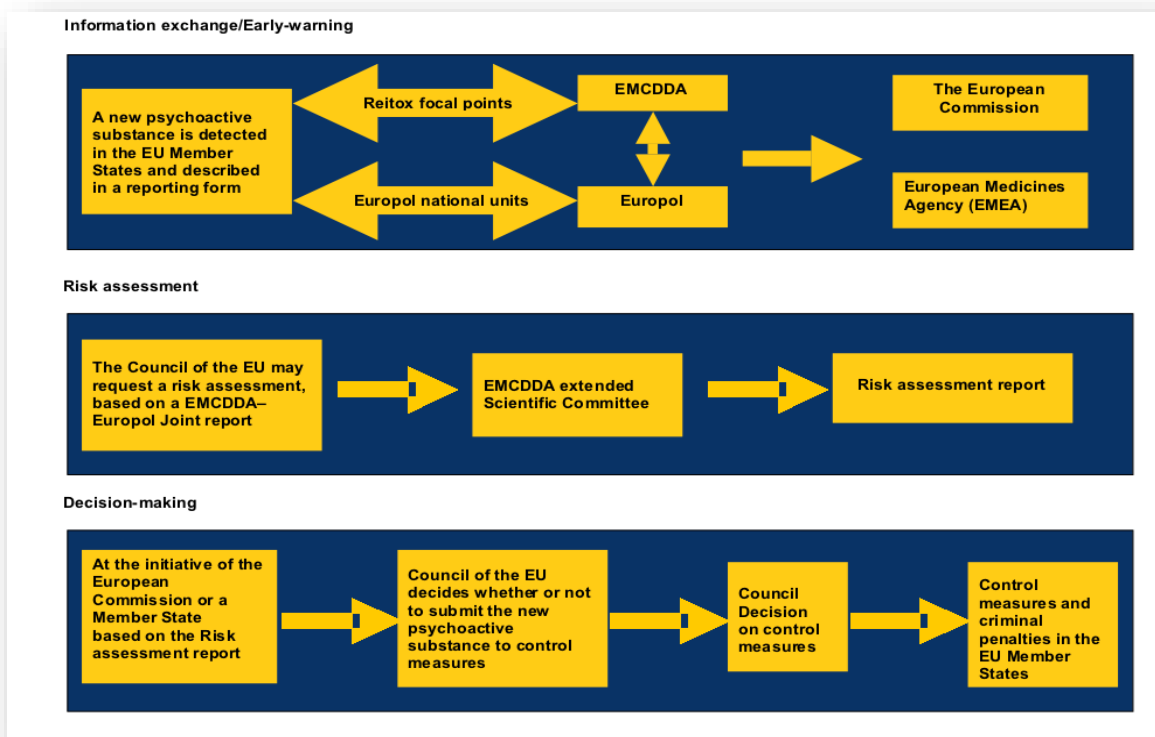 Information exchange/Early-warning
A new psychoactive
substance is detected
in the EU Member
States and described
in a reporting form
Reitox focal points
Europol national units
EMCDDA
Europol
The European
Commission
European Medicines
Agency (EMEA)
Risk assessment
The Council of the EU may
request a risk assessment,
based on a EMCDDA–
Europol Joint report
EMCDDA extended
Scientific Committee
Risk assessment report
Decision-making
At the initiative of the
European
Commission or a
Member State
based on the Risk
assessment report
Council of the EU
decides whether or not
to submit the new
psychoactive
substance to control
measures
Council
Decision
on control
measures
Control
measures and
criminal
penalties in the
EU Member
States